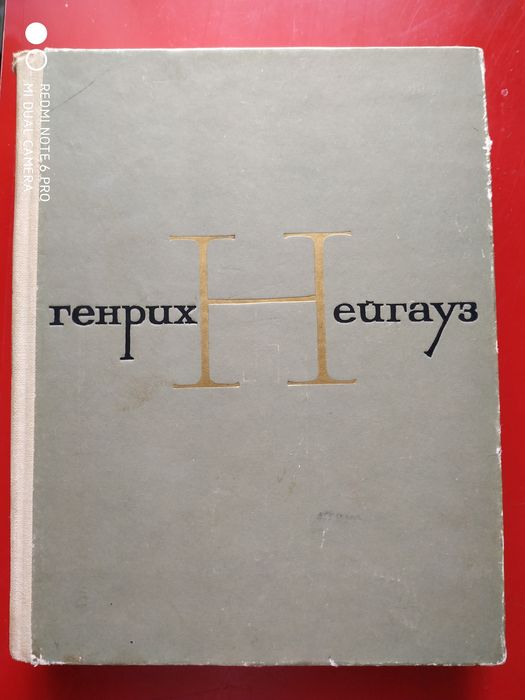 генрих Нейгауз
REDMI NOTE 6 PRO
MI DUAL CAMERA